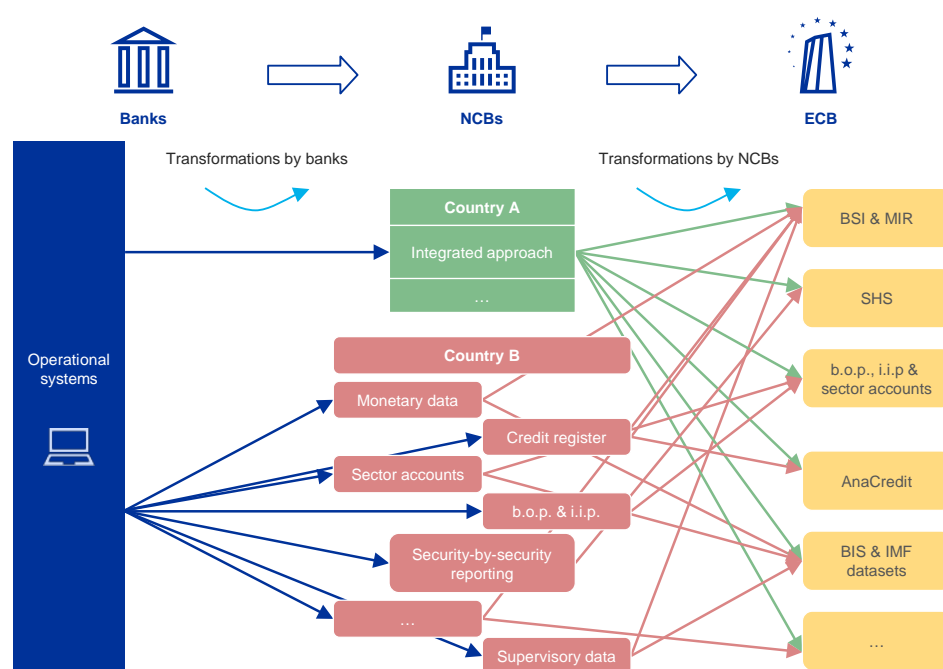 Banks
NCBs
ECB
Transformations by banks
Transformations by NCBs
Operational
systems
Country A
Integrated approach
…
Country B
Monetary data
Credit register
Sector accounts
b.o.p. & i.i.p.
Security-by-security
reporting
…
Supervisory data
BSI & MIR
SHS
b.o.p., i.i.p &
sector accounts
AnaCredit
BIS & IMF
datasets
…